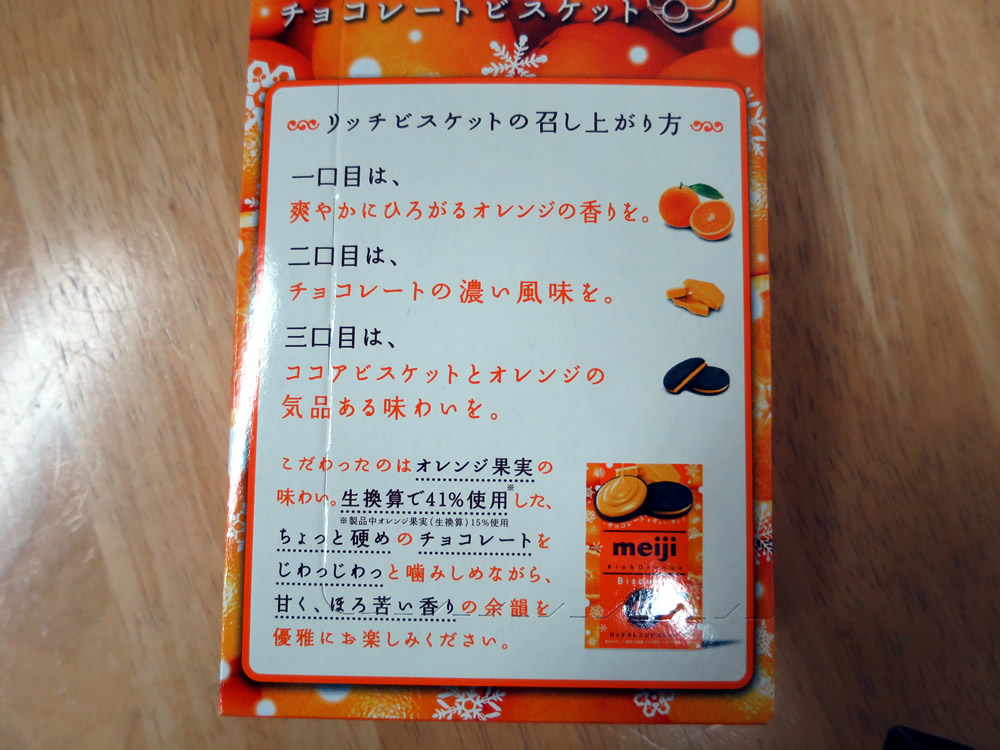 チョコレートビスケット
リッチビスケットの召し上がり方
一口目は、
爽やかにひろがるオレンジの香りを。
二口目は、
チョコレートの濃い風味を。
三口目は、
ココアビスケットとオレンジの
気品ある味わいを。
こだわったのはオレンジ果実の
味わい。生換算で41%使用※した、
※製品中オレンジ果実(生換算)15%使用
ちょっと硬めのチョコレートを
じわっじわっと噛みしめながら、
甘く、ほろ苦い香りの余韻を
優雅にお楽しみください。
meiji
Rich Orange